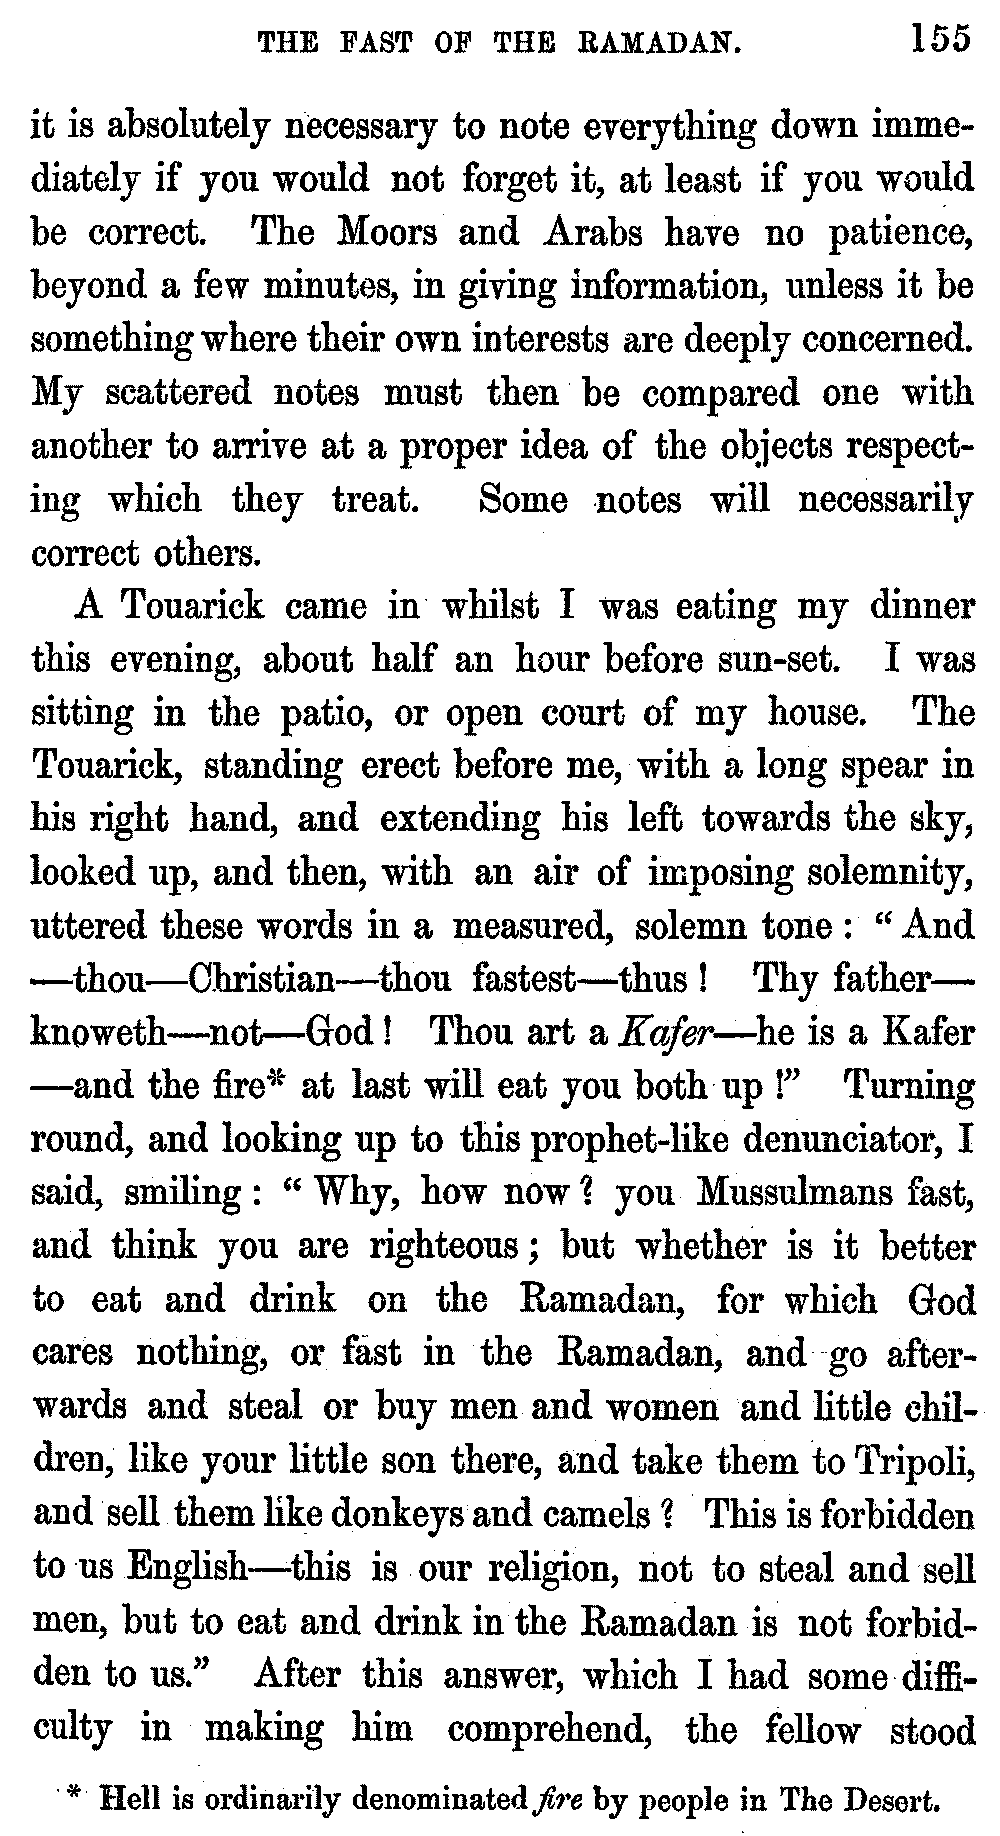 THE FAST OF THE RAMADAN. 155
it is absolutely necessary to note everything down imme-
diately if you would not forget it, at least if you would
be correct. The Moors and Arabs have no patience,
beyond a few minutes, in giving information, unless it be
something where their own interests are deeply concerned.
My scattered notes must then be compared one with
another to arrive at a proper idea of the objects respect-
ing which they treat. Some notes will necessarily
correct others.
A Touarick came in whilst I was eating my dinner
this evening, about half an hour before sun-set. I was
sitting in the patio, or open court of my house. The
Touarick, standing erect before me, with a long spear in
his right hand, and extending his left towards the sky,
looked up, and then, with an air of imposing solemnity,
uttered these words in a measured, solemn tone : “ And
—thou—Christian—thou fastest—thus ! Thy father—
knoweth—not—God ! Thou art a Kafer—he is a Kafer
—and the fire* at last will eat you both up !” Turning
round, and looking up to this prophet-like denunciator, I
said, smiling : “ Why, how now ? you Mussulmans fast,
and think you are righteous ; but whether is it better
to eat and drink on the Ramadan, for which God
cares nothing, or fast in the Ramadan, and go after-
wards and steal or buy men and women and little chil-
dren, like your little son there, and take them to Tripoli,
and sell them like donkeys and camels ? This is forbidden
to us English—this is our religion, not to steal and sell
men, but to eat and drink in the Ramadan is not forbid-
den to us.” After this answer, which I had some diffi-
culty in making him comprehend, the fellow stood
* Hell is ordinarily denominated fire by people in The Desert.